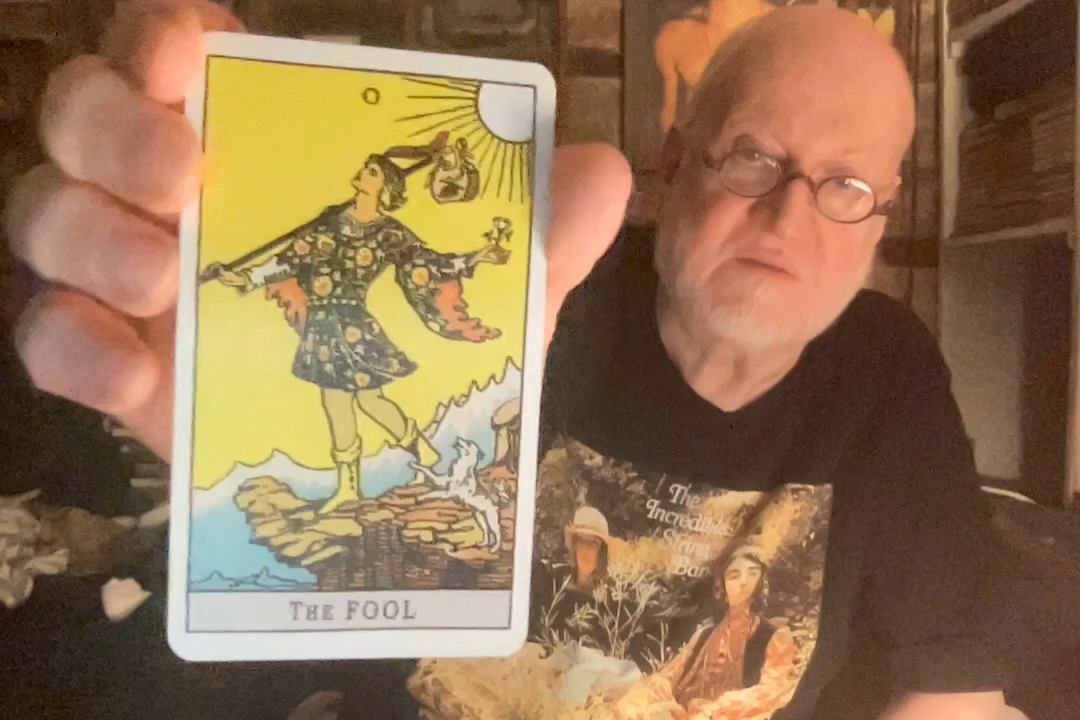 0
THE FOOL
The
Incredible
String
Band